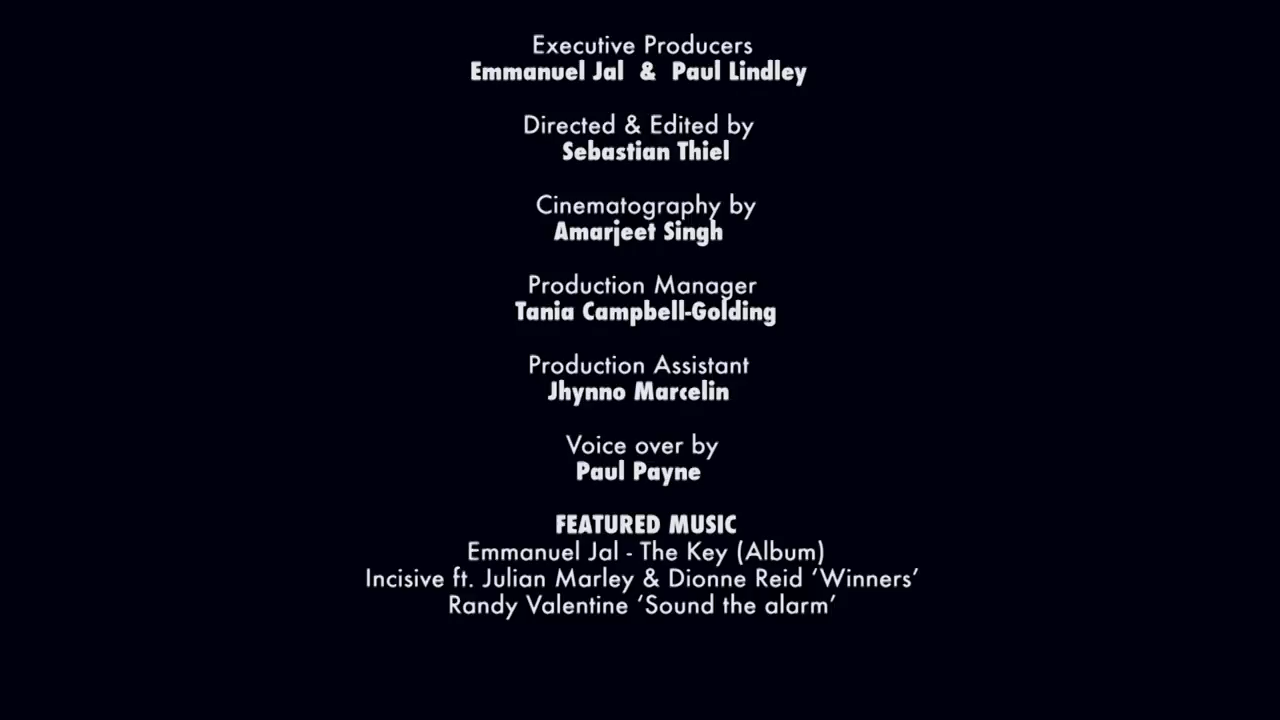 Executive Producers
Emmanuel Jal & Paul Lindley
Directed & Edited by
Sebastian Thiel
Cinematography by
Amarjeet Singh
Production Manager
Tania Campbell-Golding
Production Assistant
Jhynno Marcelin
Voice over by
Paul Payne
FEATURED MUSIC
Emmanuel Jal - The Key (Album)
Incisive ft. Julian Marley & Dionne Reid ‘Winners’
Randy Valentine ‘Sound the alarm’